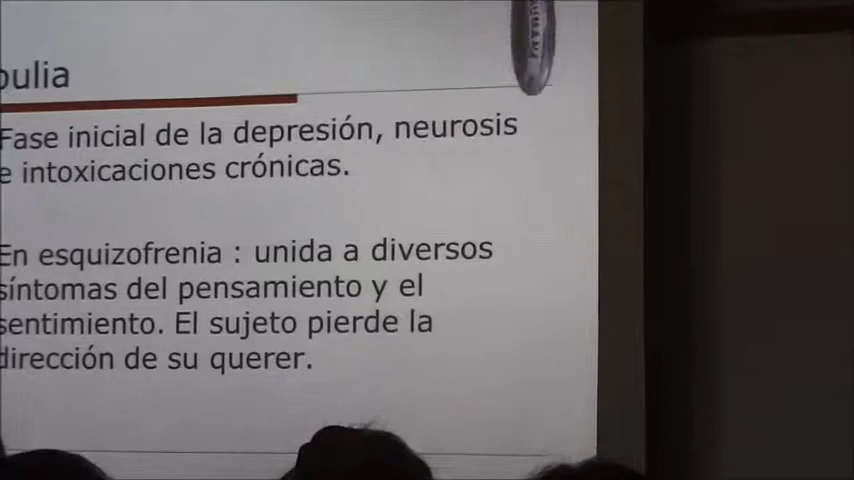 Fase inicial de la depresión, neurosis
e intoxicaciones crónicas.
En esquizofrenia : unida a diversos
síntomas del pensamiento y el
sentimiento. El sujeto pierde la
dirección de su querer.